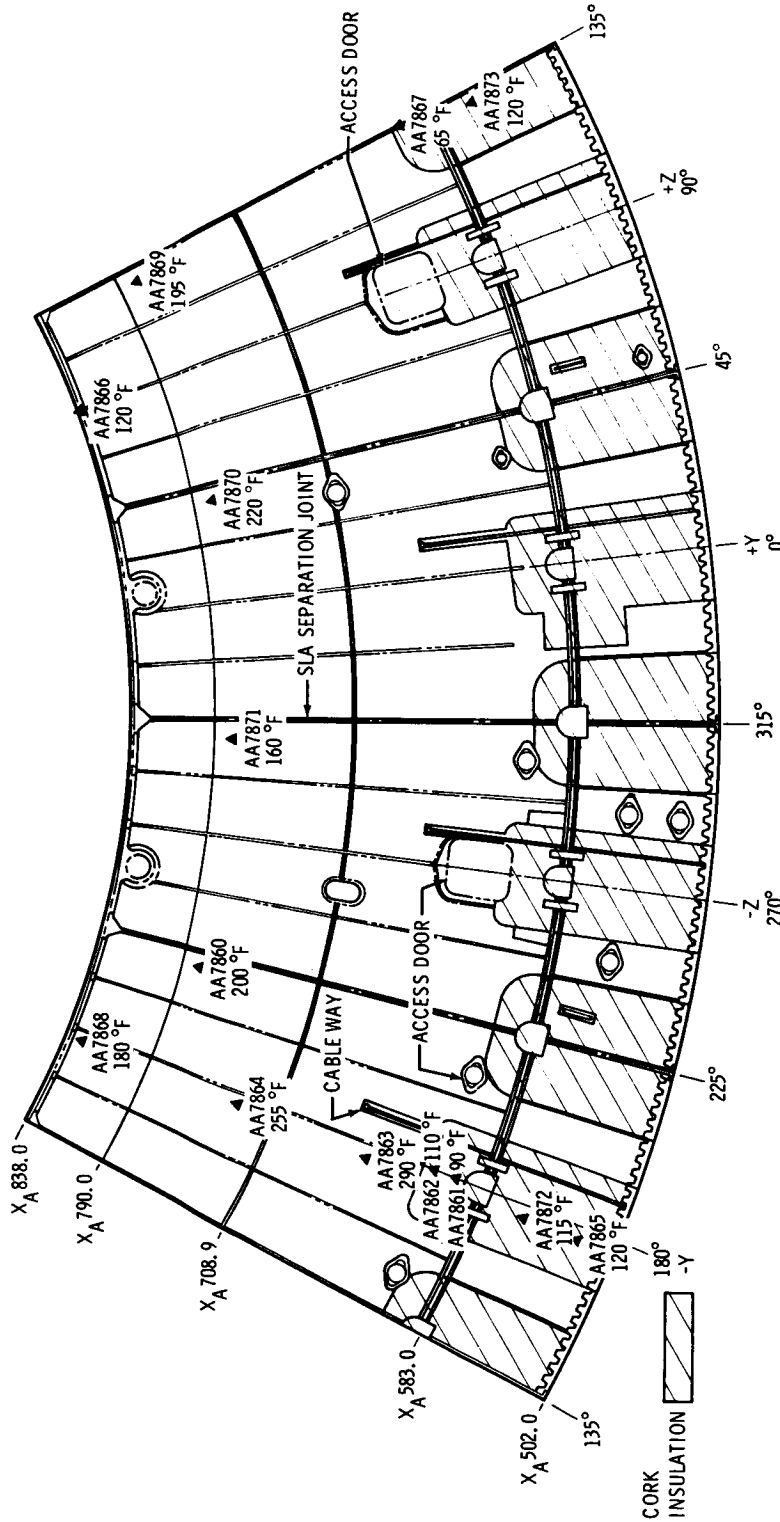 X_A 838.0
X_A 790.0
X_A 708.9
X_A 583.0
X_A 502.0
AA7868
180 °F
AA7864
255 °F
AA7860
200 °F
AA7871
160 °F
AA7870
220 °F
AA7866
120 °F
AA7869
195 °F
SLA SEPARATION JOINT
ACCESS DOOR
CABLE WAY
ACCESS DOOR
AA7863
290 °F
AA7862 110 °F
AA7861 90 °F
AA7872
115 °F
AA7865
120 °F
AA7867
65 °F
AA7873
120 °F
135°
180°
-Y
225°
-Z
270°
315°
+Y
0°
45°
+Z
90°
135°
CORK
INSULATION